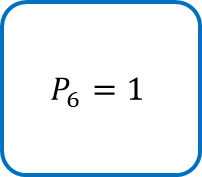 P₆ = 1